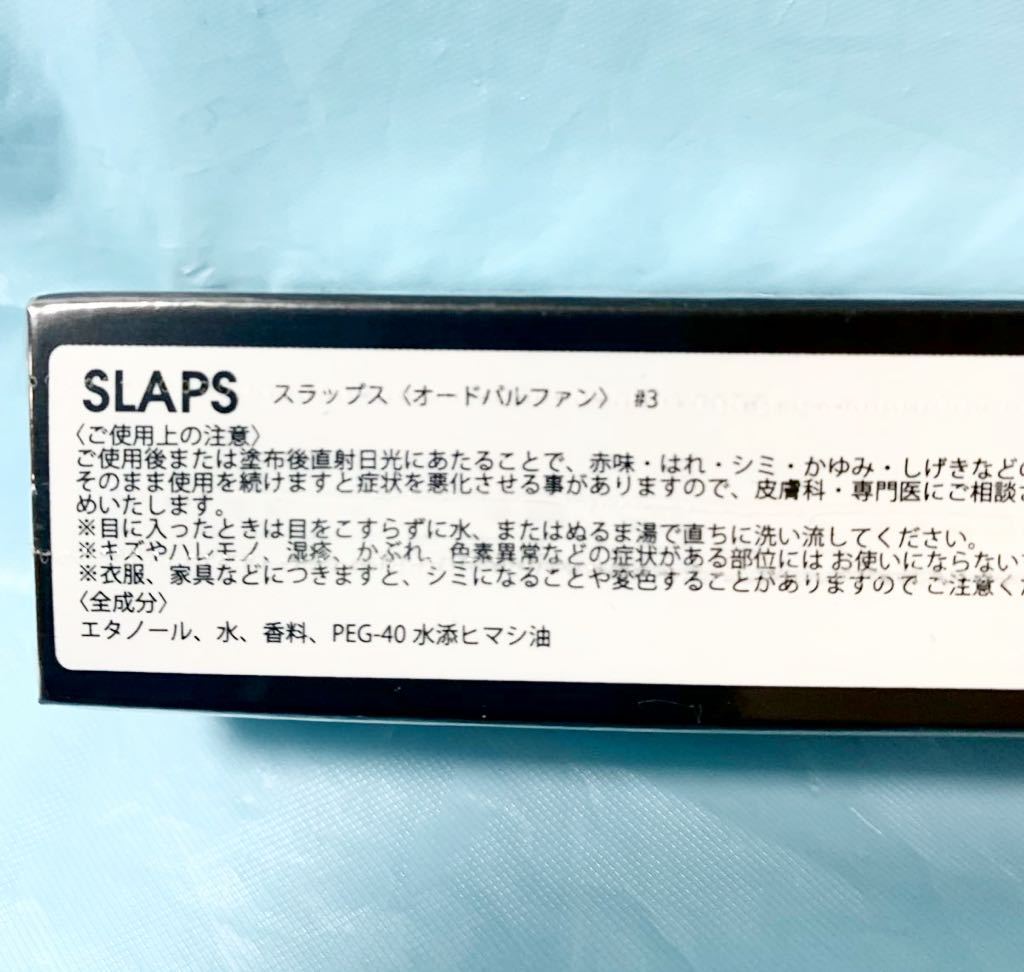 SLAPS スラップス〈オードパルファン〉 #3
〈ご使用上の注意〉
ご使用後または塗布後直射日光にあたることで、赤味・はれ・シミ・かゆみ・しげきなどの
そのまま使用を続けますと症状を悪化させる事がありますので、皮膚科・専門医にご相談さ
めいたします。
※目に入ったときは目をこすらずに水、またはぬるま湯で直ちに洗い流してください。
※キズやハレモノ、湿疹、かぶれ、色素異常などの症状がある部位には お使いにならない
※衣服、家具などにつきますと、シミになることや変色することがありますので ご注意くだ
〈全成分〉
エタノール、水、香料、PEG-40 水添ヒマシ油